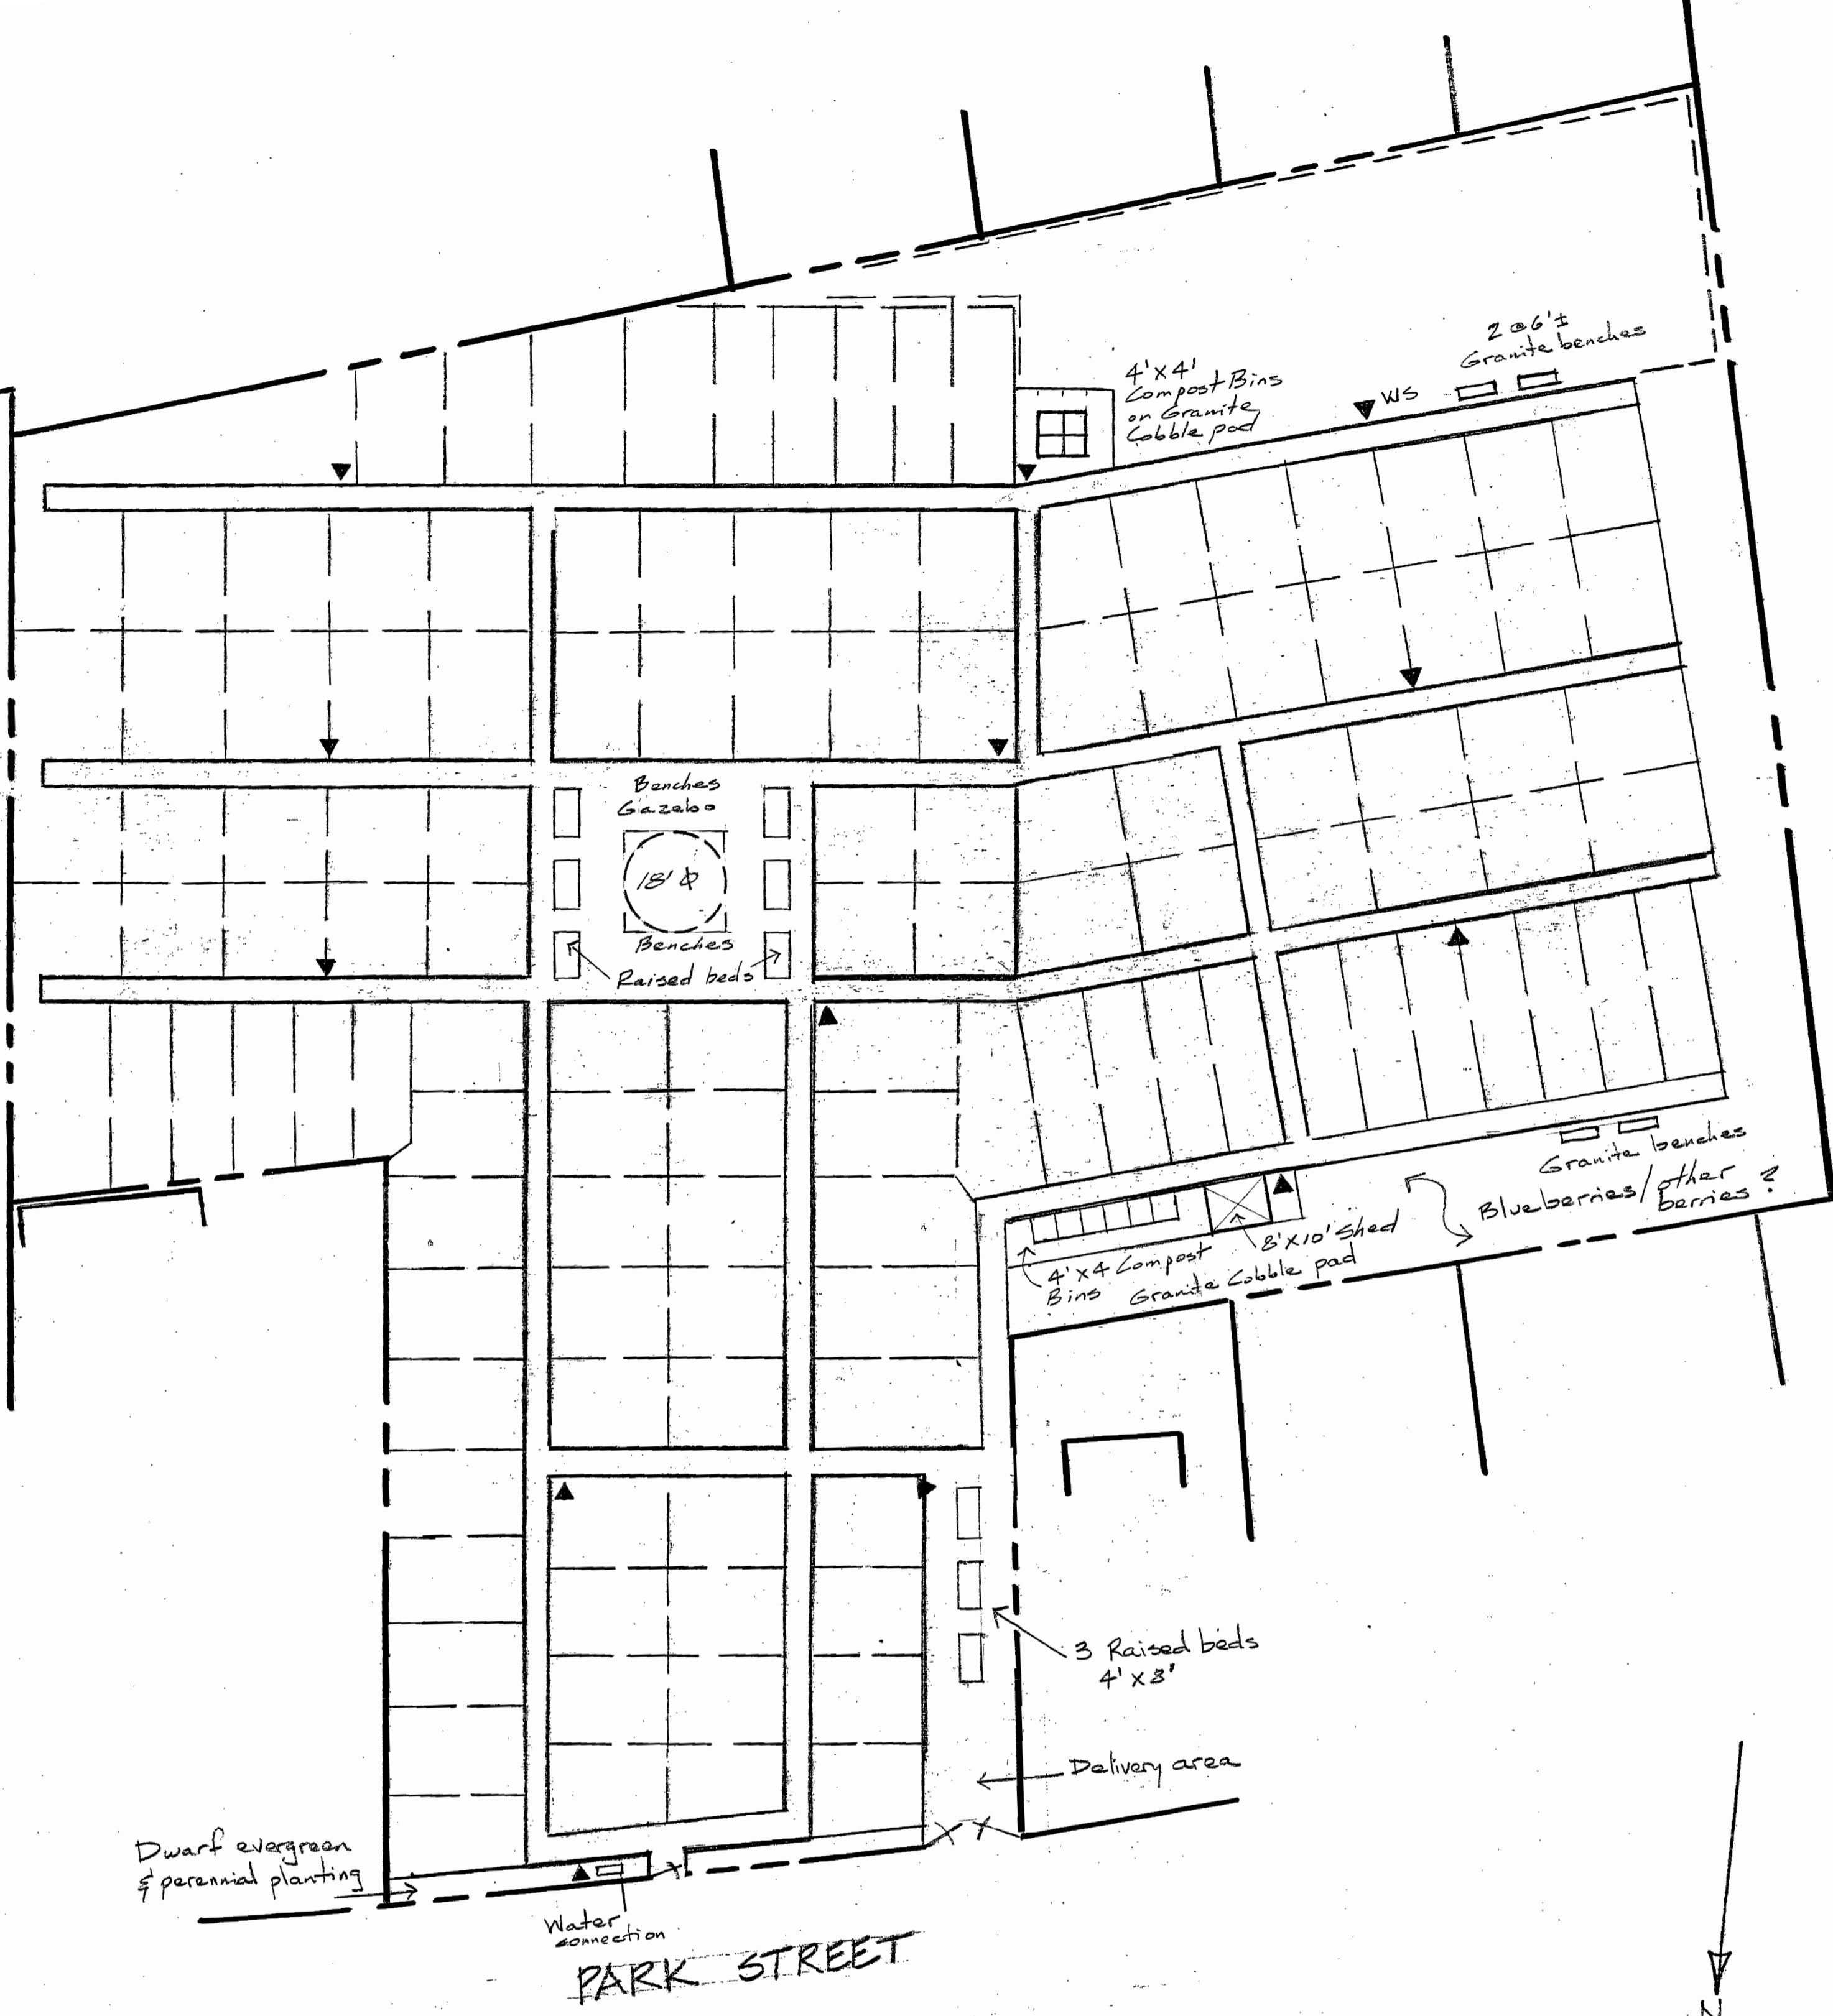 2 @ 6'±
Granite benches
4'X4'
Compost Bins
on Granite
Cobble pad
WS
Benches
Gazebo
18' Φ
Benches
Raised beds
Granite benches
Blueberries/other
berries?
8'X10' Shed
4'X4 Compost
Bins
Granite Cobble pad
3 Raised beds
4' X 8'
Delivery area
Dwarf evergreen
& perennial planting
Water
connection
PARK STREET
N